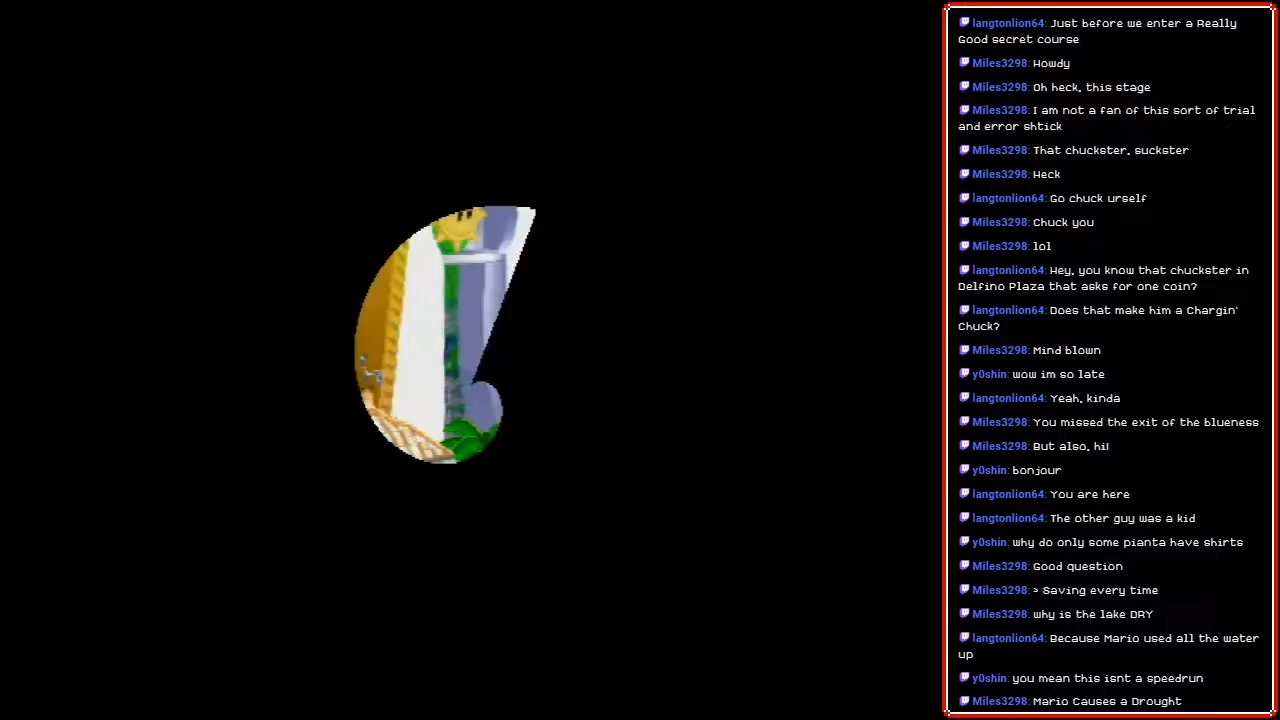 langtonlion64: Just before we enter a Really
Good secret course
Miles3298: Howdy
Miles3298: Oh heck, this stage
Miles3298: I am not a fan of this sort of trial
and error shtick
Miles3298: That chuckster, suckster
Miles3298: Heck
langtonlion64: Go chuck urself
Miles3298: Chuck you
Miles3298: lol
langtonlion64: Hey, you know that chuckster in
Delfino Plaza that asks for one coin?
langtonlion64: Does that make him a Chargin'
Chuck?
Miles3298: Mind blown
y0shin: wow im so late
langtonlion64: Yeah, kinda
Miles3298: You missed the exit of the blueness
Miles3298: But also, hi!
y0shin: bonjour
langtonlion64: You are here
langtonlion64: The other guy was a kid
y0shin: why do only some pianta have shirts
Miles3298: Good question
Miles3298: > Saving every time
Miles3298: why is the lake DRY
langtonlion64: Because Mario used all the water
up
y0shin: you mean this isnt a speedrun
Miles3298: Mario Causes a Drought